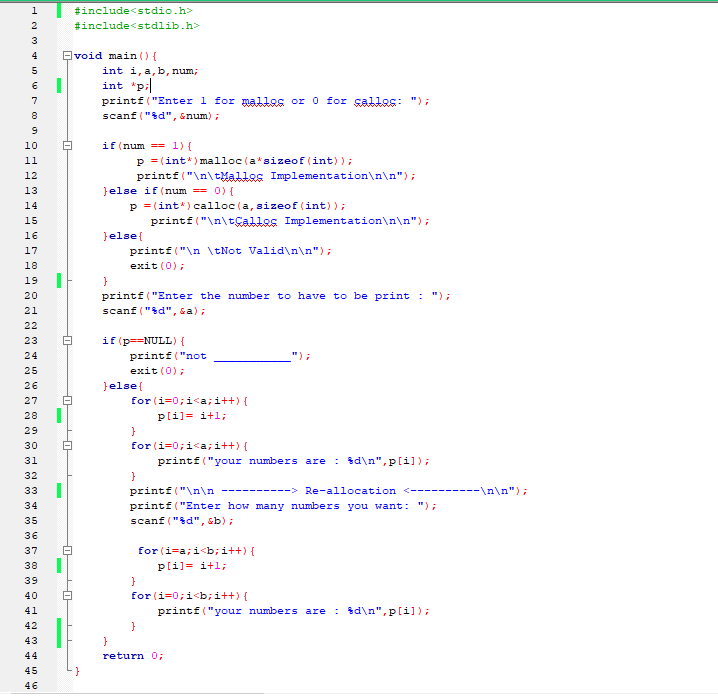 1 #include<stdio.h>
2 #include<stdlib.h>
3
4 void main(){
5 int i,a,b,num;
6 int *p;
7 printf("Enter 1 for malloc or 0 for calloc: ");
8 scanf("%d",&num);
9
10 if(num == 1){
11 p =(int*)malloc(a*sizeof(int));
12 printf("\n\tMalloc Implementation\n\n");
13 }else if(num == 0){
14 p =(int*)calloc(a,sizeof(int));
15 printf("\n\tCalloc Implementation\n\n");
16 }else{
17 printf("\n \tNot Valid\n\n");
18 exit(0);
19 }
20 printf("Enter the number to have to be print : ");
21 scanf("%d",&a);
22
23 if(p==NULL){
24 printf("not ___________");
25 exit(0);
26 }else{
27 for(i=0;i<a;i++){
28 p[i]= i+1;
29 }
30 for(i=0;i<a;i++){
31 printf("your numbers are : %d\n",p[i]);
32 }
33 printf("\n\n ----------> Re-allocation <----------\n\n");
34 printf("Enter how many numbers you want: ");
35 scanf("%d",&b);
36
37 for(i=a;i<b;i++){
38 p[i]= i+1;
39 }
40 for(i=0;i<b;i++){
41 printf("your numbers are : %d\n",p[i]);
42 }
43 }
44 return 0;
45 }
46